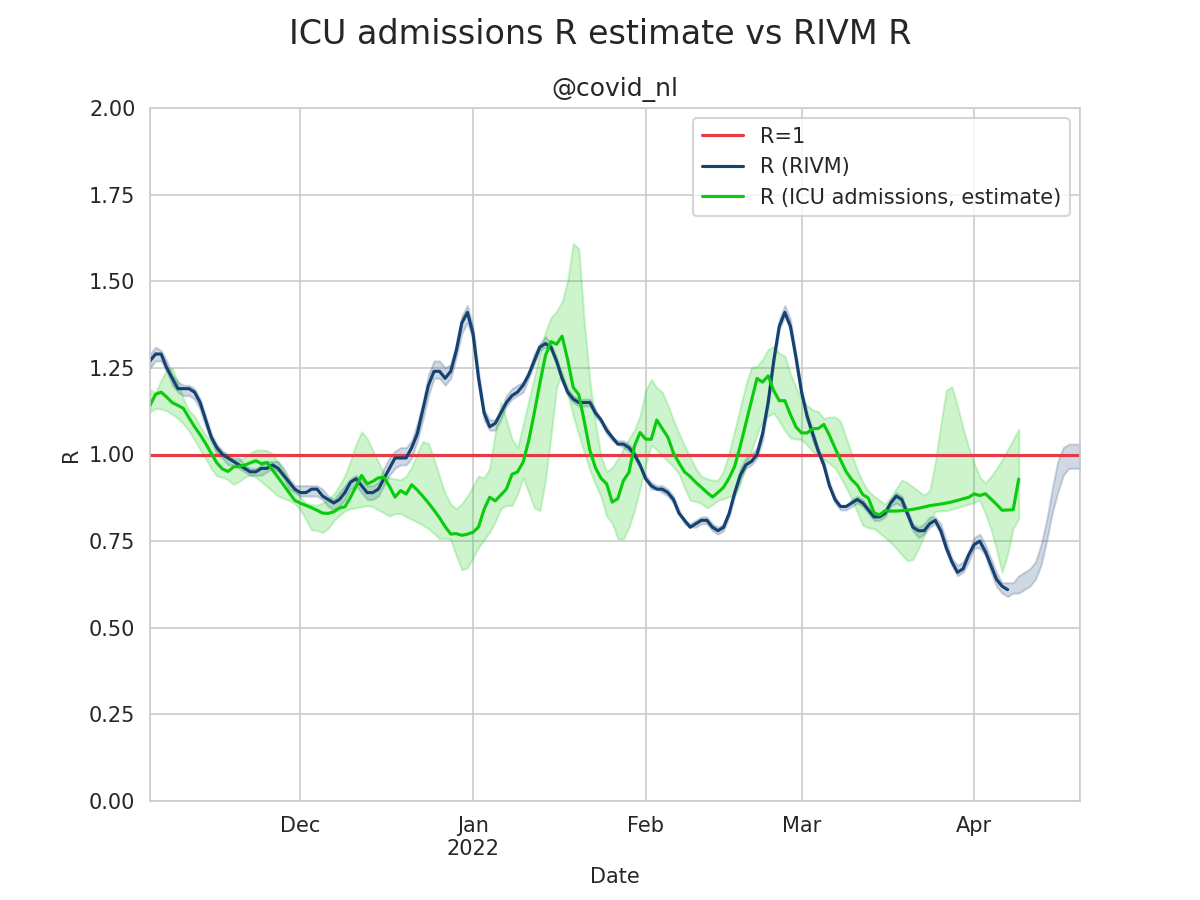 ICU admissions R estimate vs RIVM R
@covid_nl
R=1
R (RIVM)
R (ICU admissions, estimate)
2.00
1.75
1.50
1.25
1.00
0.75
0.50
0.25
0.00
R
Dec
Jan
2022
Feb
Mar
Apr
Date